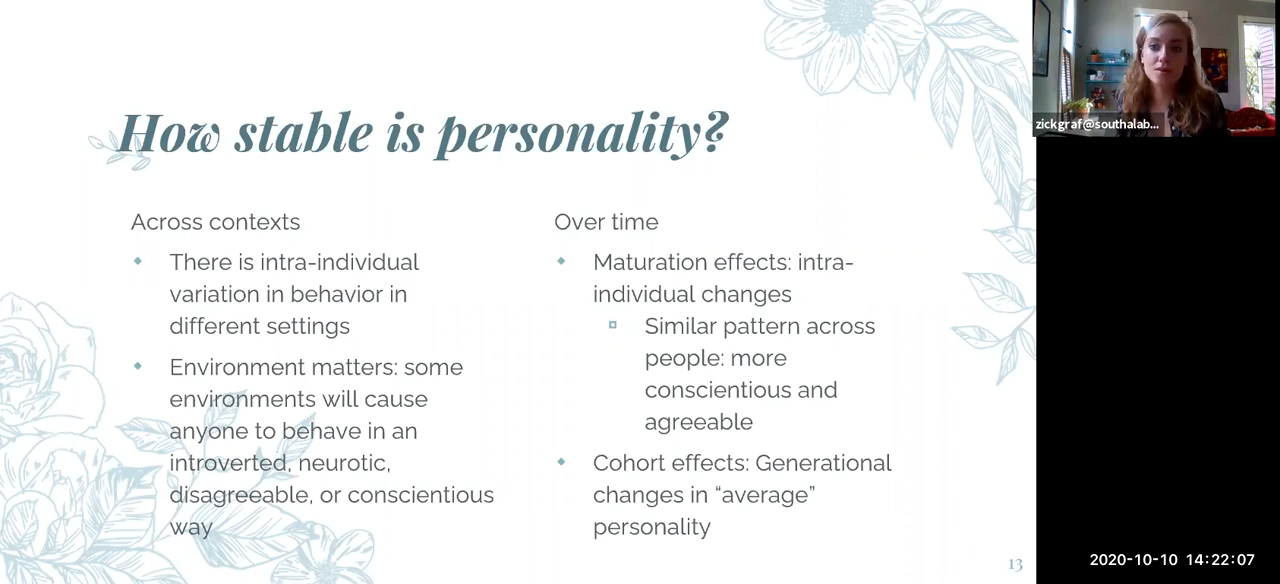 How stable is personality?
Across contexts
There is intra-individual
variation in behavior in
different settings
Environment matters: some
environments will cause
anyone to behave in an
introverted, neurotic,
disagreeable, or conscientious
way
Over time
Maturation effects: intra-
individual changes
Similar pattern across
people: more
conscientious and
agreeable
Cohort effects: Generational
changes in “average”
personality
13
zickgraf@southalab...
2020-10-10 14:22:07